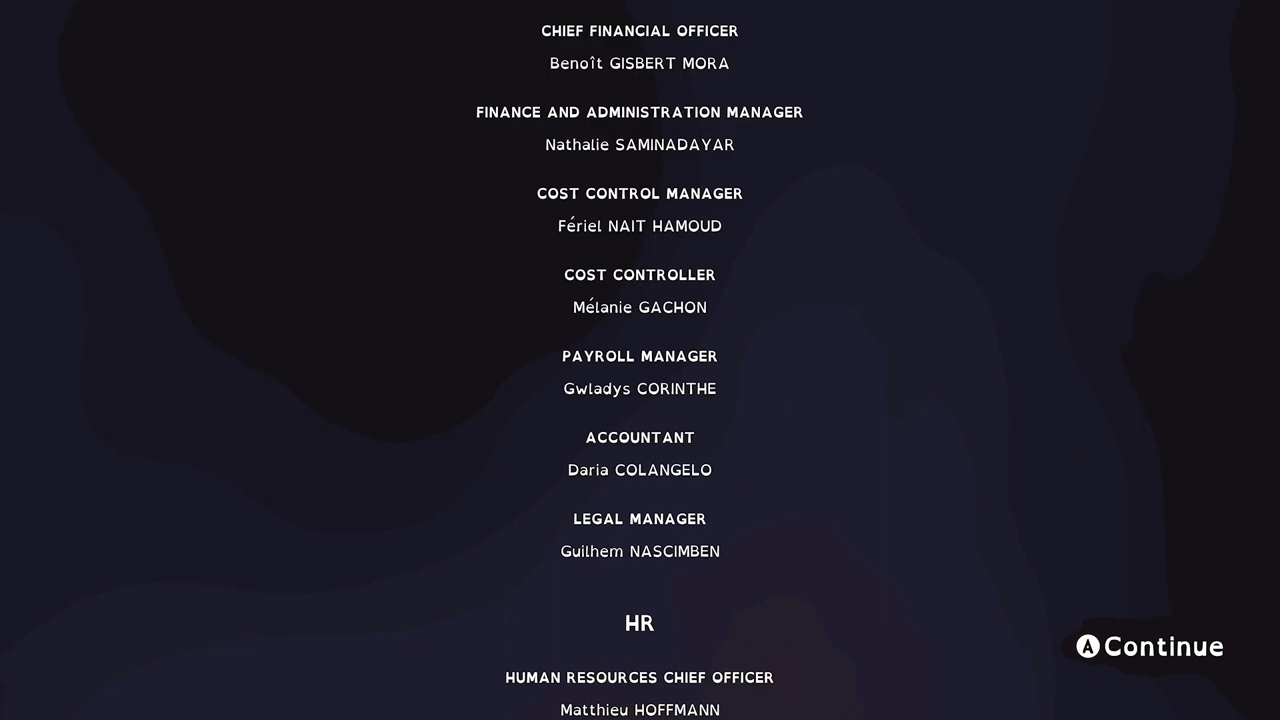 CHIEF FINANCIAL OFFICER
Benoît GISBERT MORA
FINANCE AND ADMINISTRATION MANAGER
Nathalie SAMINADAYAR
COST CONTROL MANAGER
Fériel NAIT HAMOUD
COST CONTROLLER
Mélanie GACHON
PAYROLL MANAGER
Gwladys CORINTHE
ACCOUNTANT
Daria COLANGELO
LEGAL MANAGER
Guilhem NASCIMBEN
HR
A Continue
HUMAN RESOURCES CHIEF OFFICER
Matthieu HOFFMANN